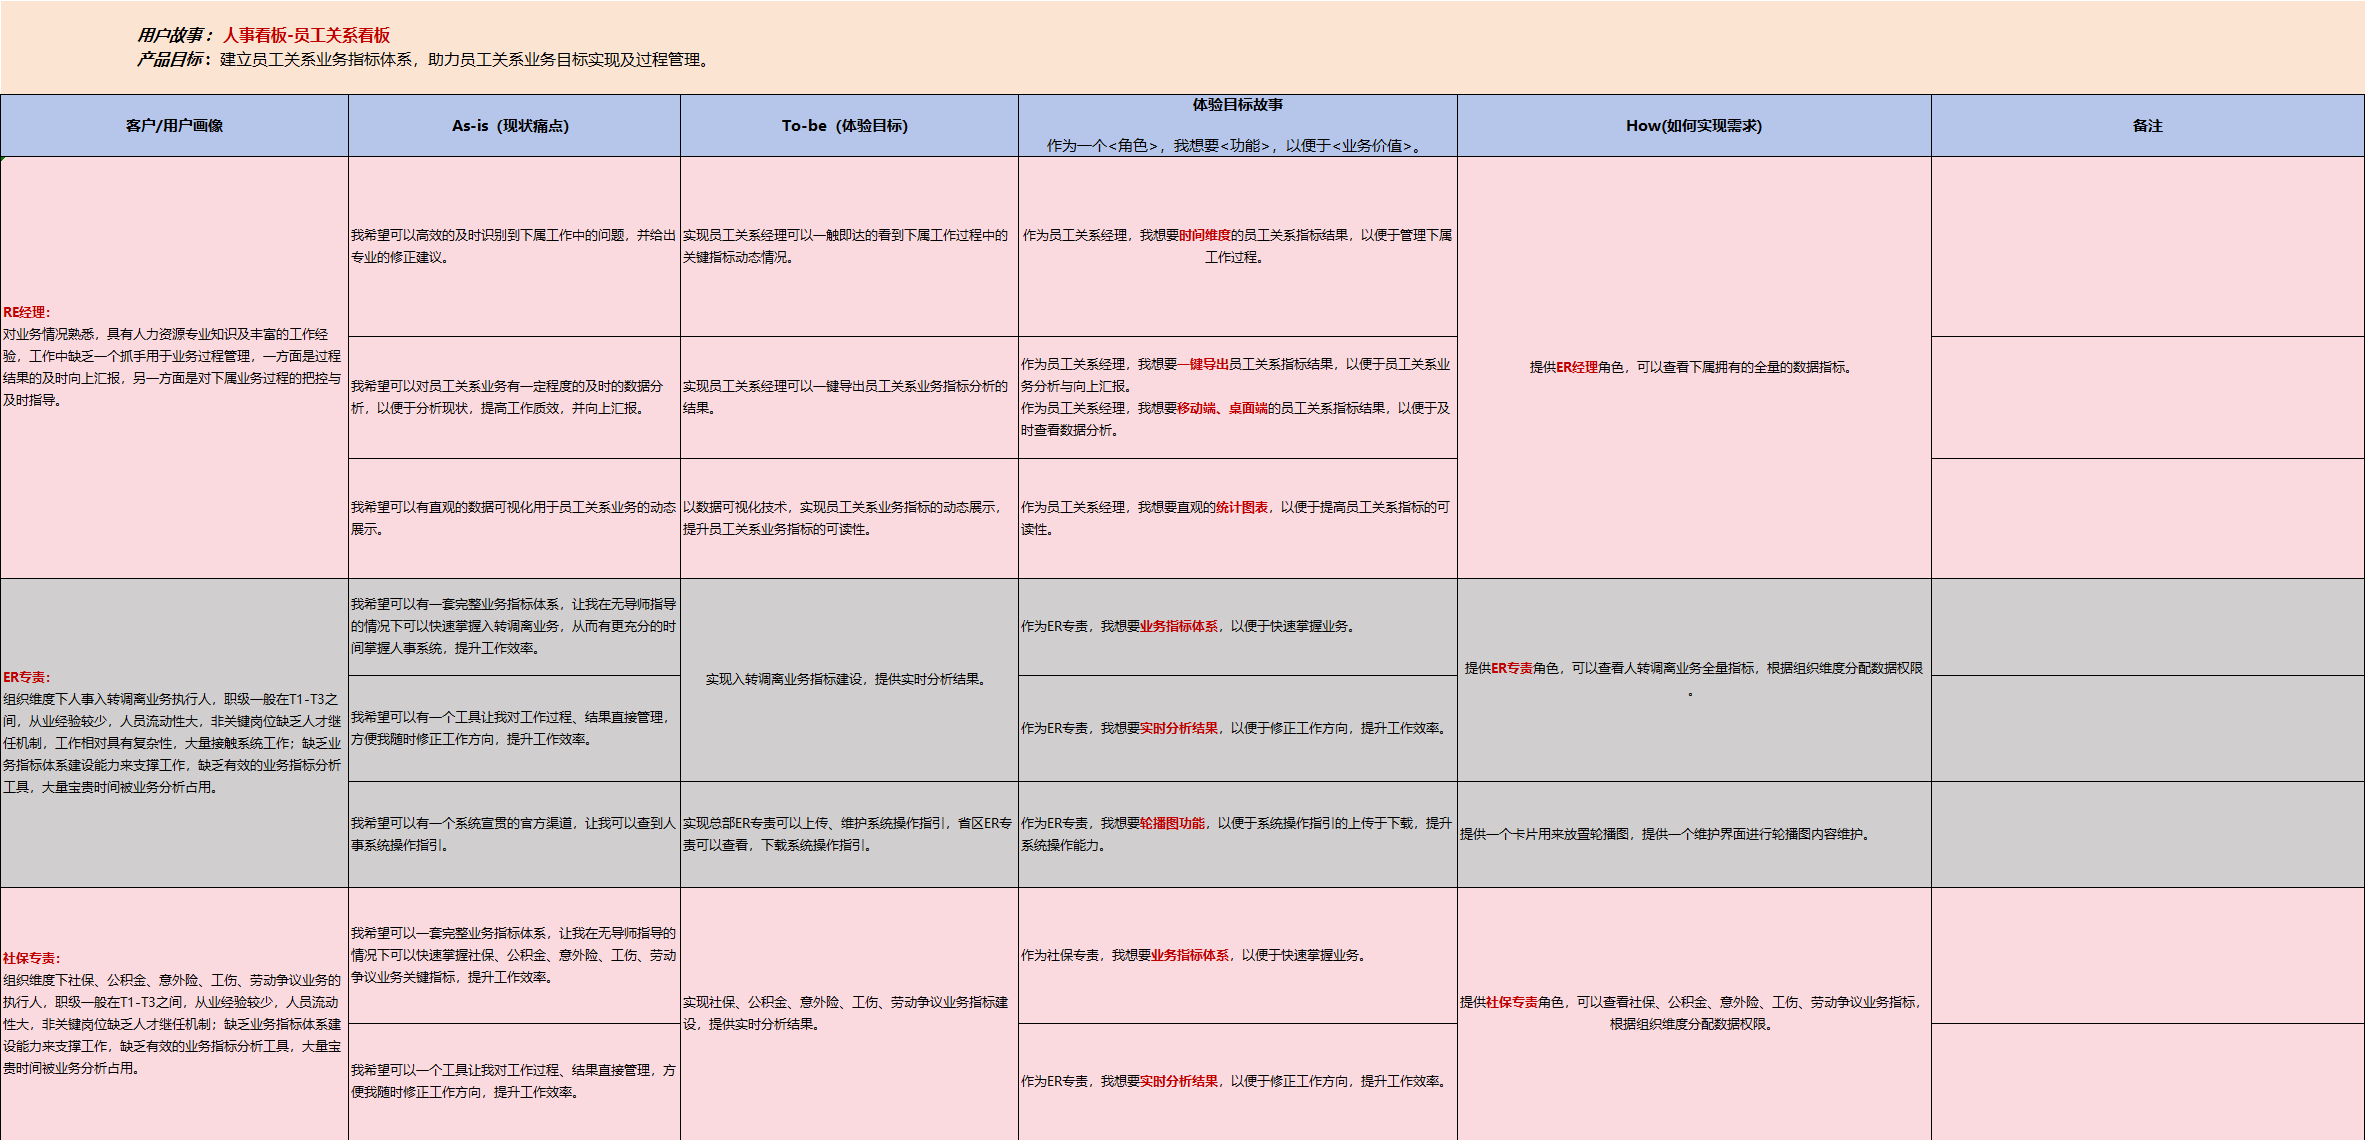 用户故事： 人事看板-员工关系看板
产品目标： 建立员工关系业务指标体系，助力员工关系业务目标实现及过程管理。
客户/用户画像
As-is（现状痛点）
To-be（体验目标）
体验目标故事
作为一个<角色>，我想要<功能>，以便于<业务价值>。
How(如何实现需求)
备注
RE经理：
对业务情况熟悉，具有人力资源专业知识及丰富的工作经
验，工作中缺乏一个抓手用于业务过程管理，一方面是过程
结果的及时向上汇报，另一方面是对下属业务过程的把控与
及时指导。
我希望可以高效的及时识别到下属工作中的问题，并给出
专业的修正建议。
实现员工关系经理可以一触即达的看到下属工作过程中的
关键指标动态情况。
作为员工关系经理，我想要时间维度的员工关系指标结果，以便于管理下属
工作过程。
提供ER经理角色，可以查看下属拥有的全量的数据指标。
我希望可以对员工关系业务有一定程度的及时的数据分
析，以便于分析现状，提高工作质效，并向上汇报。
实现员工关系经理可以一键导出员工关系业务指标分析的
结果。
作为员工关系经理，我想要一键导出员工关系指标结果，以便于员工关系业
务分析与向上汇报。
作为员工关系经理，我想要移动端、桌面端的员工关系指标结果，以便于及
时查看数据分析。
我希望可以有直观的数据可视化用于员工关系业务的动态
展示。
以数据可视化技术，实现员工关系业务指标的动态展示，
提升员工关系业务指标的可读性。
作为员工关系经理，我想要直观的统计图表，以便于提高员工关系指标的可
读性。
ER专责：
组织维度下人事入转调离业务执行人，职级一般在T1-T3之
间，从业经验较少，人员流动性大，非关键岗位缺乏人才继
任机制，工作相对具有复杂性，大量接触系统工作；缺乏业
务指标体系建设能力来支撑工作，缺乏有效的业务指标分析
工具，大量宝贵时间被业务分析占用。
我希望可以有一套完整业务指标体系，让我在无导师指导
的情况下可以快速掌握入转调离业务，从而有更充分的时
间掌握人事系统，提升工作效率。
实现入转调离业务指标建设，提供实时分析结果。
作为ER专责，我想要业务指标体系，以便于快速掌握业务。
提供ER专责角色，可以查看人转调离业务全量指标，根据组织维度分配数据权限
。
我希望可以有一个工具让我对工作过程、结果直接管理，
方便我随时修正工作方向，提升工作效率。
作为ER专责，我想要实时分析结果，以便于修正工作方向，提升工作效率。
我希望可以有一个系统宣贯的官方渠道，让我可以查到人
事系统操作指引。
实现总部ER专责可以上传、维护系统操作指引，省区ER专
责可以查看，下载系统操作指引。
作为ER专责，我想要轮播图功能，以便于系统操作指引的上传于下载，提升
系统操作能力。
提供一个卡片用来放置轮播图，提供一个维护界面进行轮播图内容维护。
社保专责：
组织维度下社保、公积金、意外险、工伤、劳动争议业务的
执行人，职级一般在T1-T3之间，从业经验较少，人员流动
性大，非关键岗位缺乏人才继任机制；缺乏业务指标体系建
设能力来支撑工作，缺乏有效的业务指标分析工具，大量宝
贵时间被业务分析占用。
我希望可以一套完整业务指标体系，让我在无导师指导的
情况下可以快速掌握社保、公积金、意外险、工伤、劳动
争议业务关键指标，提升工作效率。
实现社保、公积金、意外险、工伤、劳动争议业务指标建
设，提供实时分析结果。
作为社保专责，我想要业务指标体系，以便于快速掌握业务。
提供社保专责角色，可以查看社保、公积金、意外险、工伤、劳动争议业务指标，
根据组织维度分配数据权限。
我希望可以一个工具让我对工作过程、结果直接管理，方
便我随时修正工作方向，提升工作效率。
作为ER专责，我想要实时分析结果，以便于修正工作方向，提升工作效率。